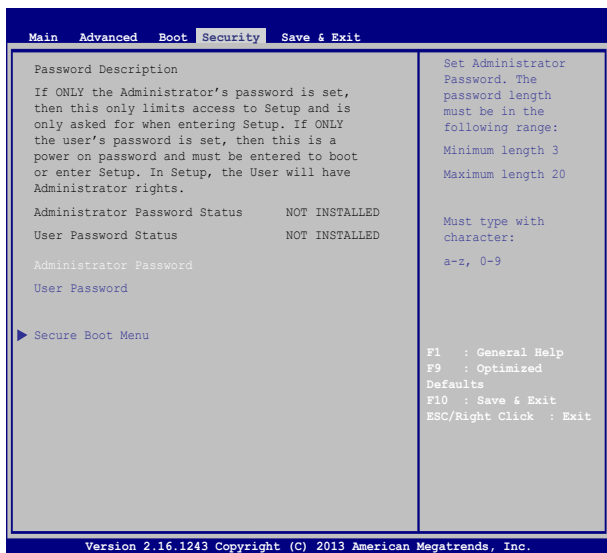 Main Advanced Boot Security Save & Exit
Password Description
If ONLY the Administrator's password is set,
then this only limits access to Setup and is
only asked for when entering Setup. If ONLY
the user's password is set, then this is a
power on password and must be entered to boot
or enter Setup. In Setup, the User will have
Administrator rights.
Administrator Password Status NOT INSTALLED
User Password Status NOT INSTALLED
Administrator Password
User Password
Secure Boot Menu
Set Administrator
Password. The
password length
must be in the
following range:
Minimum length 3
Maximum length 20
Must type with
character:
a-z, 0-9
F1 : General Help
F9 : Optimized
Defaults
F10 : Save & Exit
ESC/Right Click : Exit
Version 2.16.1243 Copyright (C) 2013 American Megatrends, Inc.